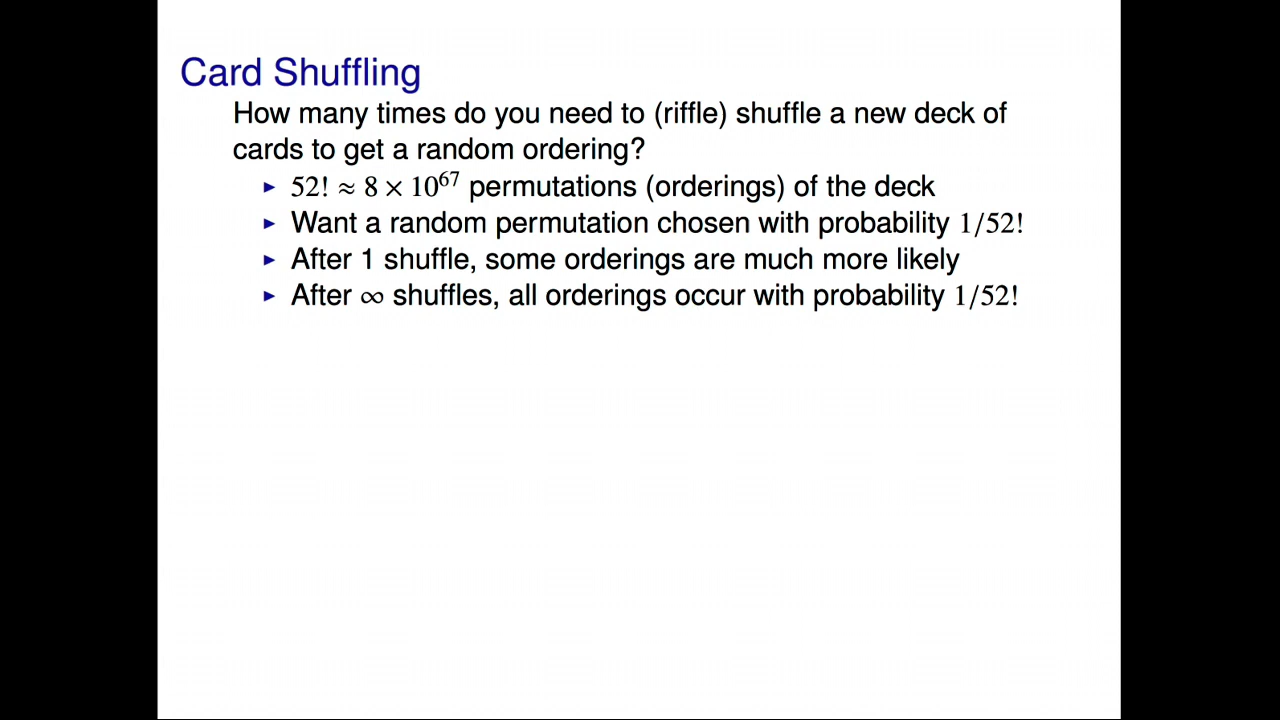 Card Shuffling
How many times do you need to (riffle) shuffle a new deck of
cards to get a random ordering?
▶ 52! ≈ 8 × 10⁶⁷ permutations (orderings) of the deck
▶ Want a random permutation chosen with probability 1/52!
▶ After 1 shuffle, some orderings are much more likely
▶ After ∞ shuffles, all orderings occur with probability 1/52!